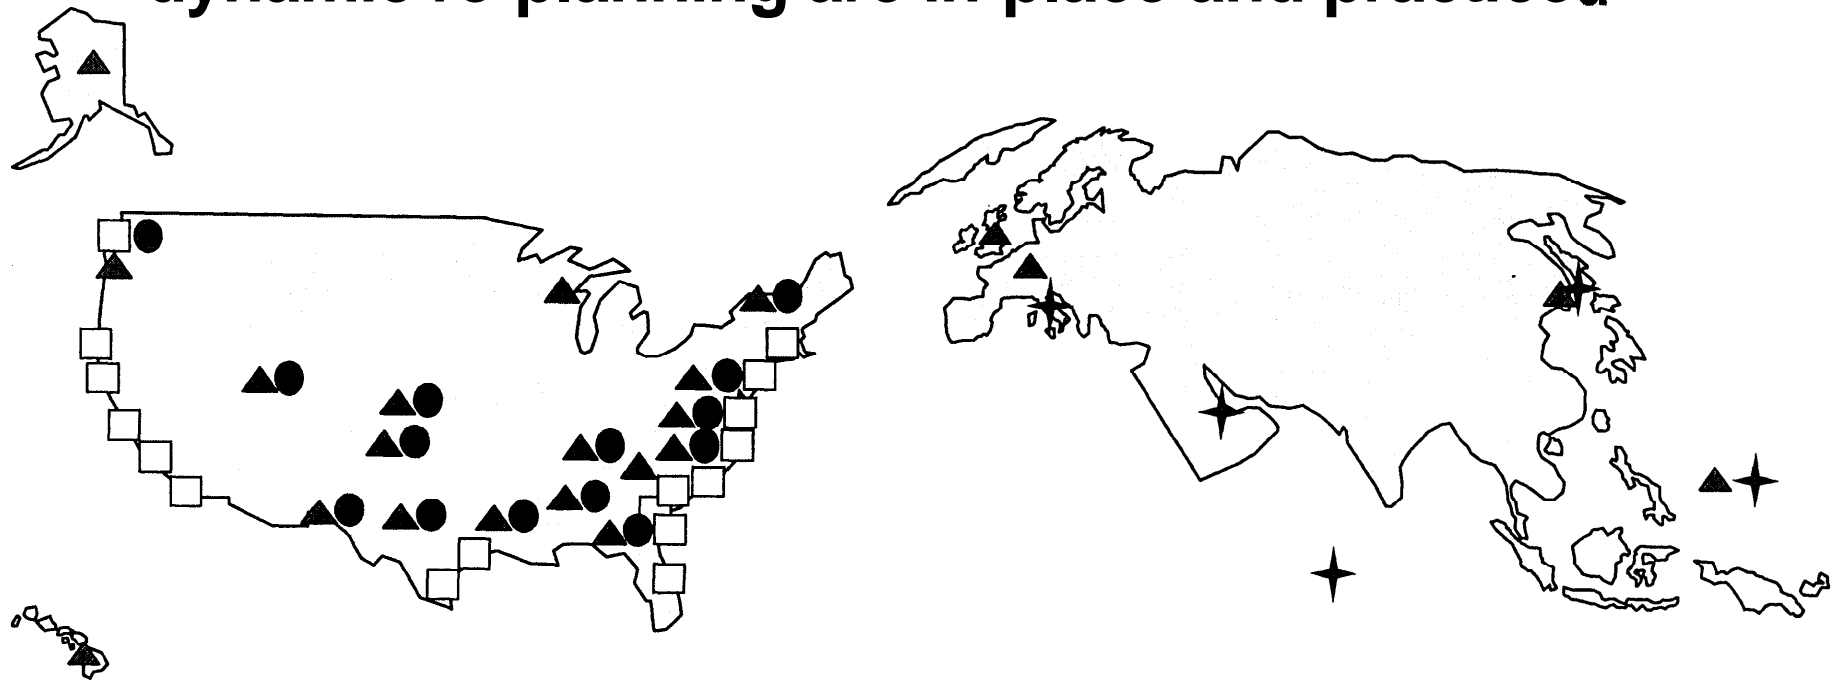 dynamic re-planning are in place and practiced